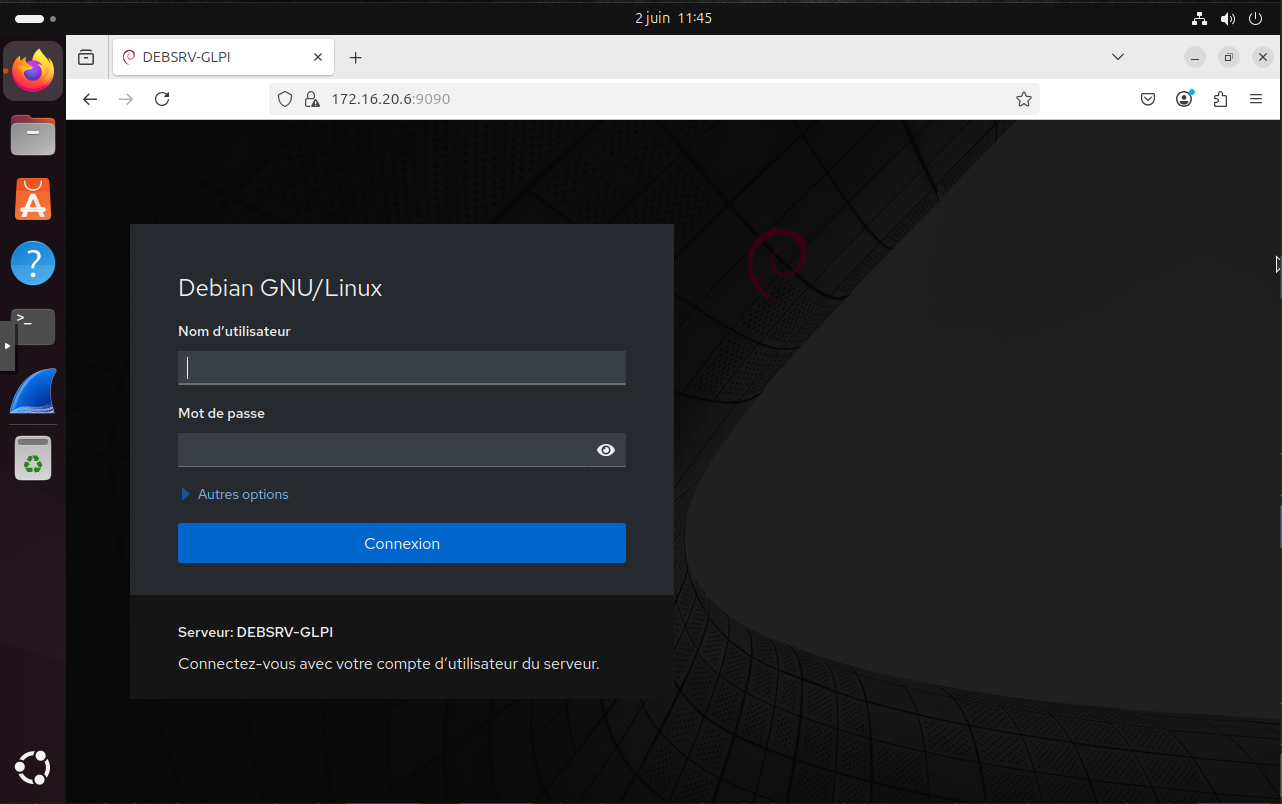 2 juin 11:45
DEBSRV-GLPI
172.16.20.6:9090
Debian GNU/Linux
Nom d’utilisateur
Mot de passe
Autres options
Connexion
Serveur: DEBSRV-GLPI
Connectez-vous avec votre compte d’utilisateur du serveur.